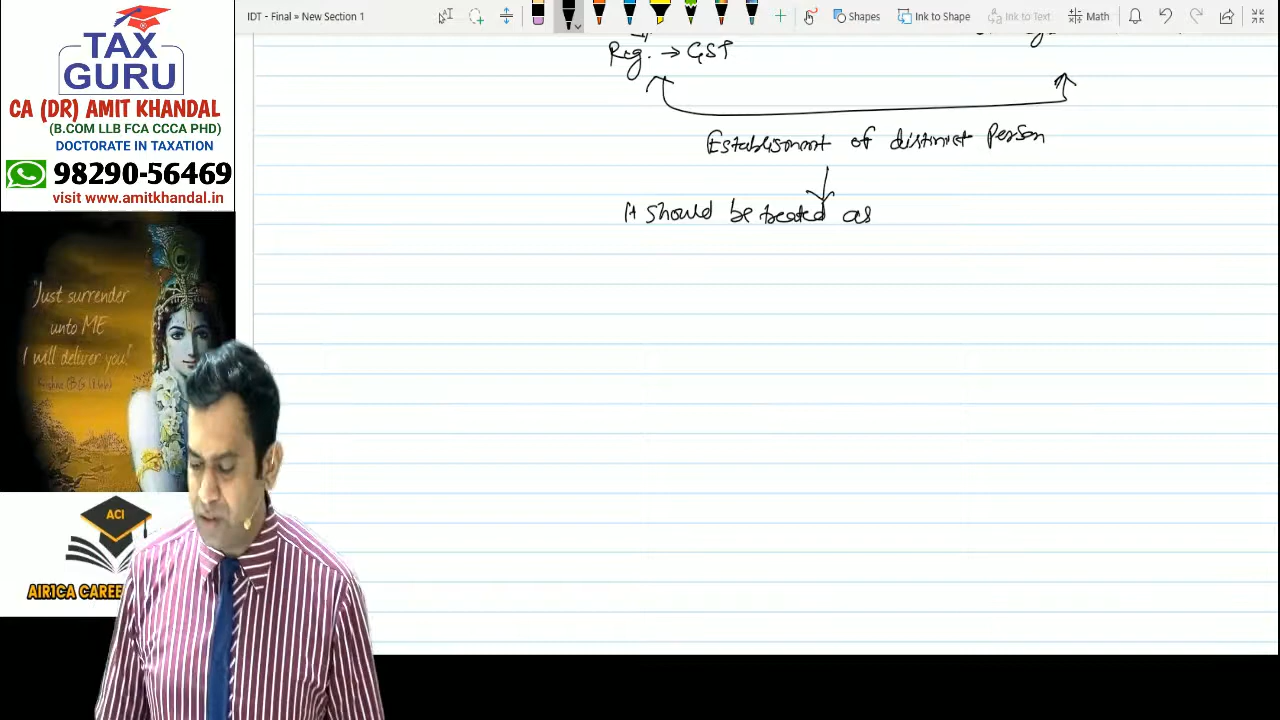 TAX
GURU
CA (DR) AMIT KHANDAL
(B.COM LLB FCA CCCA PHD)
DOCTORATE IN TAXATION
98290-56469
visit www.amitkhandal.in
"Just surrender
unto ME
I will deliver you!"
ACI
AIR1CA CAREE
IDT - Final » New Section 1
Shapes
Ink to Shape
Ink to Text
Math
Reg. → GST
Establisment of distinct Person
It should be treated as